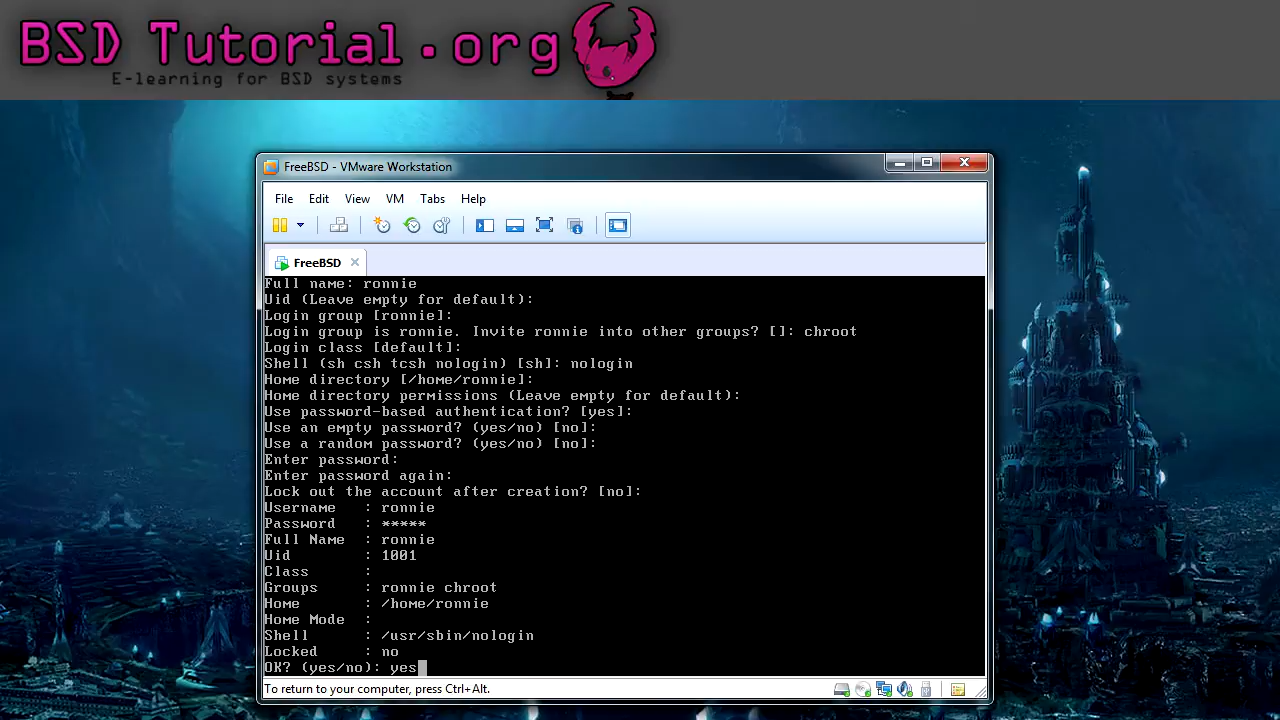 BSD Tutorial.org
E-learning for BSD systems
FreeBSD - VMware Workstation
File Edit View VM Tabs Help
FreeBSD
Full name: ronnie
Uid (Leave empty for default):
Login group [ronnie]:
Login group is ronnie. Invite ronnie into other groups? []: chroot
Login class [default]:
Shell (sh csh tcsh nologin) [sh]: nologin
Home directory [/home/ronnie]:
Home directory permissions (Leave empty for default):
Use password-based authentication? [yes]:
Use an empty password? (yes/no) [no]:
Use a random password? (yes/no) [no]:
Enter password:
Enter password again:
Lock out the account after creation? [no]:
Username : ronnie
Password : *****
Full Name : ronnie
Uid : 1001
Class :
Groups : ronnie chroot
Home : /home/ronnie
Home Mode :
Shell : /usr/sbin/nologin
Locked : no
OK? (yes/no): yes
To return to your computer, press Ctrl+Alt.